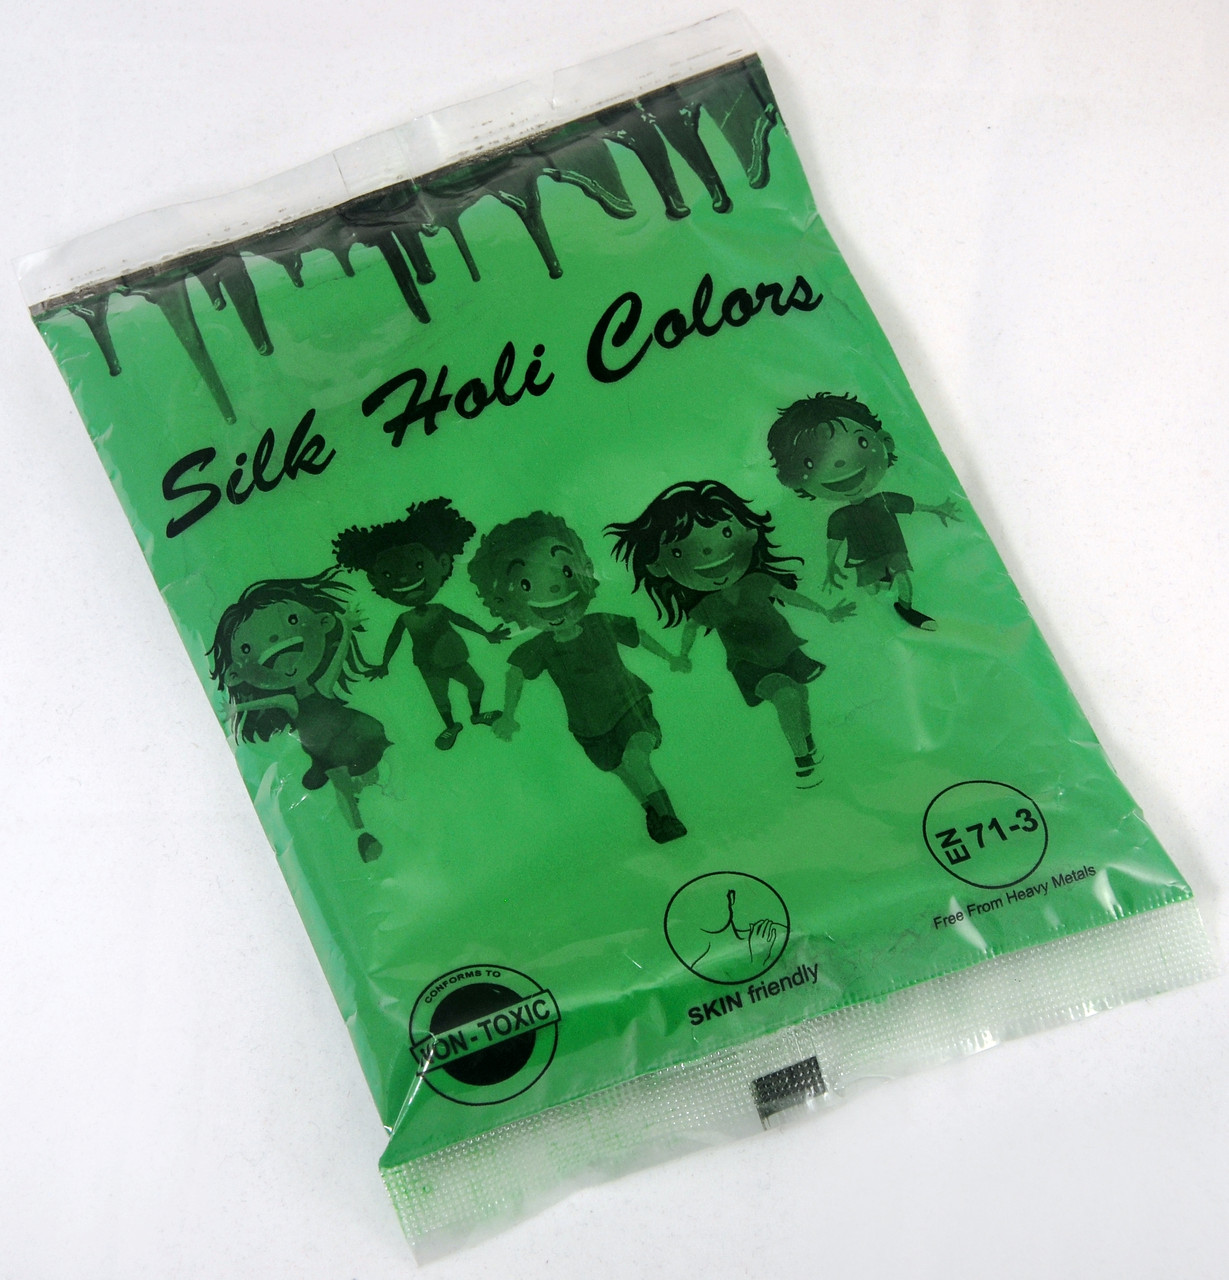 Silk Holi Colors
EN 71-3
Free From Heavy Metals
SKIN friendly
CONFORMS TO
NON-TOXIC